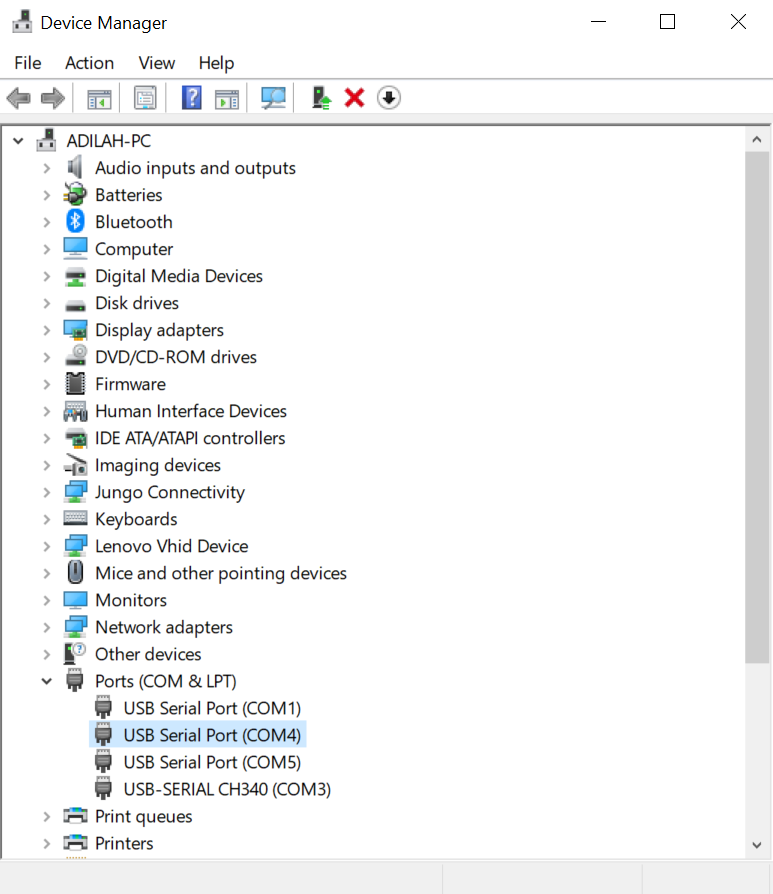 Device Manager
File Action View Help
ADILAH-PC
Audio inputs and outputs
Batteries
Bluetooth
Computer
Digital Media Devices
Disk drives
Display adapters
DVD/CD-ROM drives
Firmware
Human Interface Devices
IDE ATA/ATAPI controllers
Imaging devices
Jungo Connectivity
Keyboards
Lenovo Vhid Device
Mice and other pointing devices
Monitors
Network adapters
Other devices
Ports (COM & LPT)
USB Serial Port (COM1)
USB Serial Port (COM4)
USB Serial Port (COM5)
USB-SERIAL CH340 (COM3)
Print queues
Printers